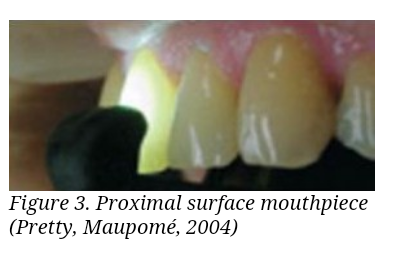 Figure 3. Proximal surface mouthpiece
(Pretty, Maupomé, 2004)